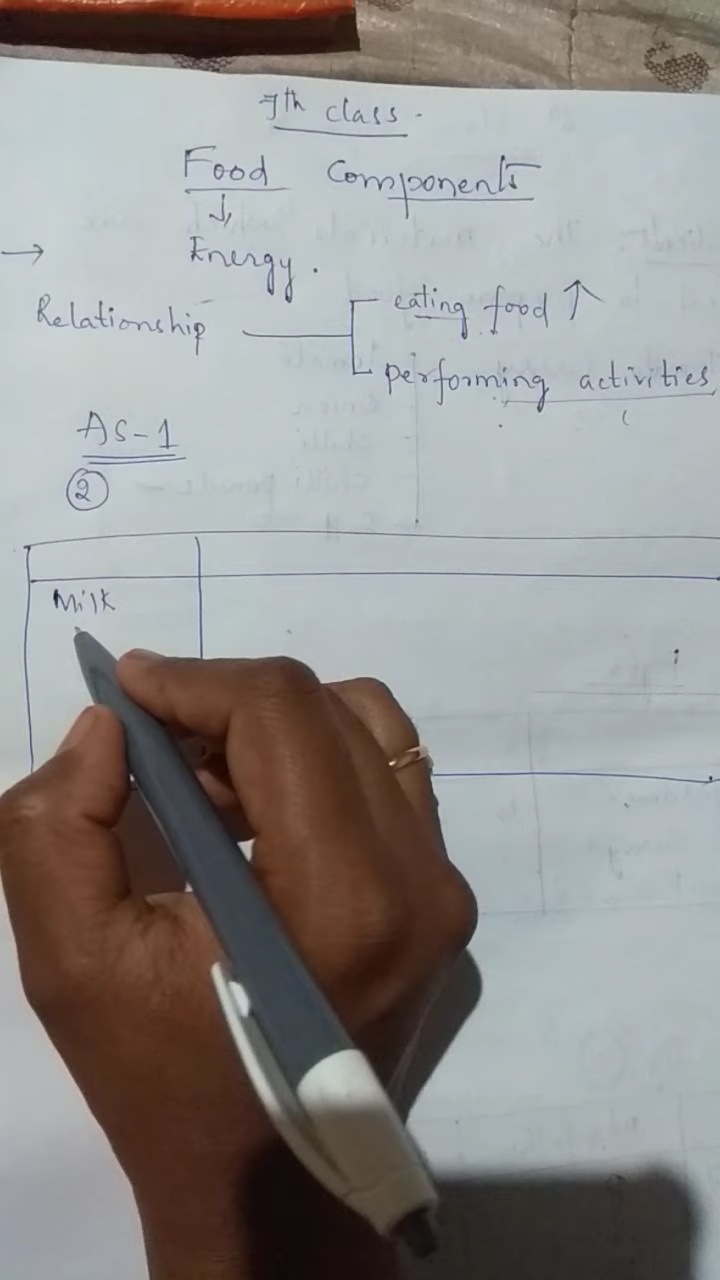 7th class.
Food Components
↓
→ Energy.
Relationship
eating food ↑
performing activities
AS-1
②
Milk